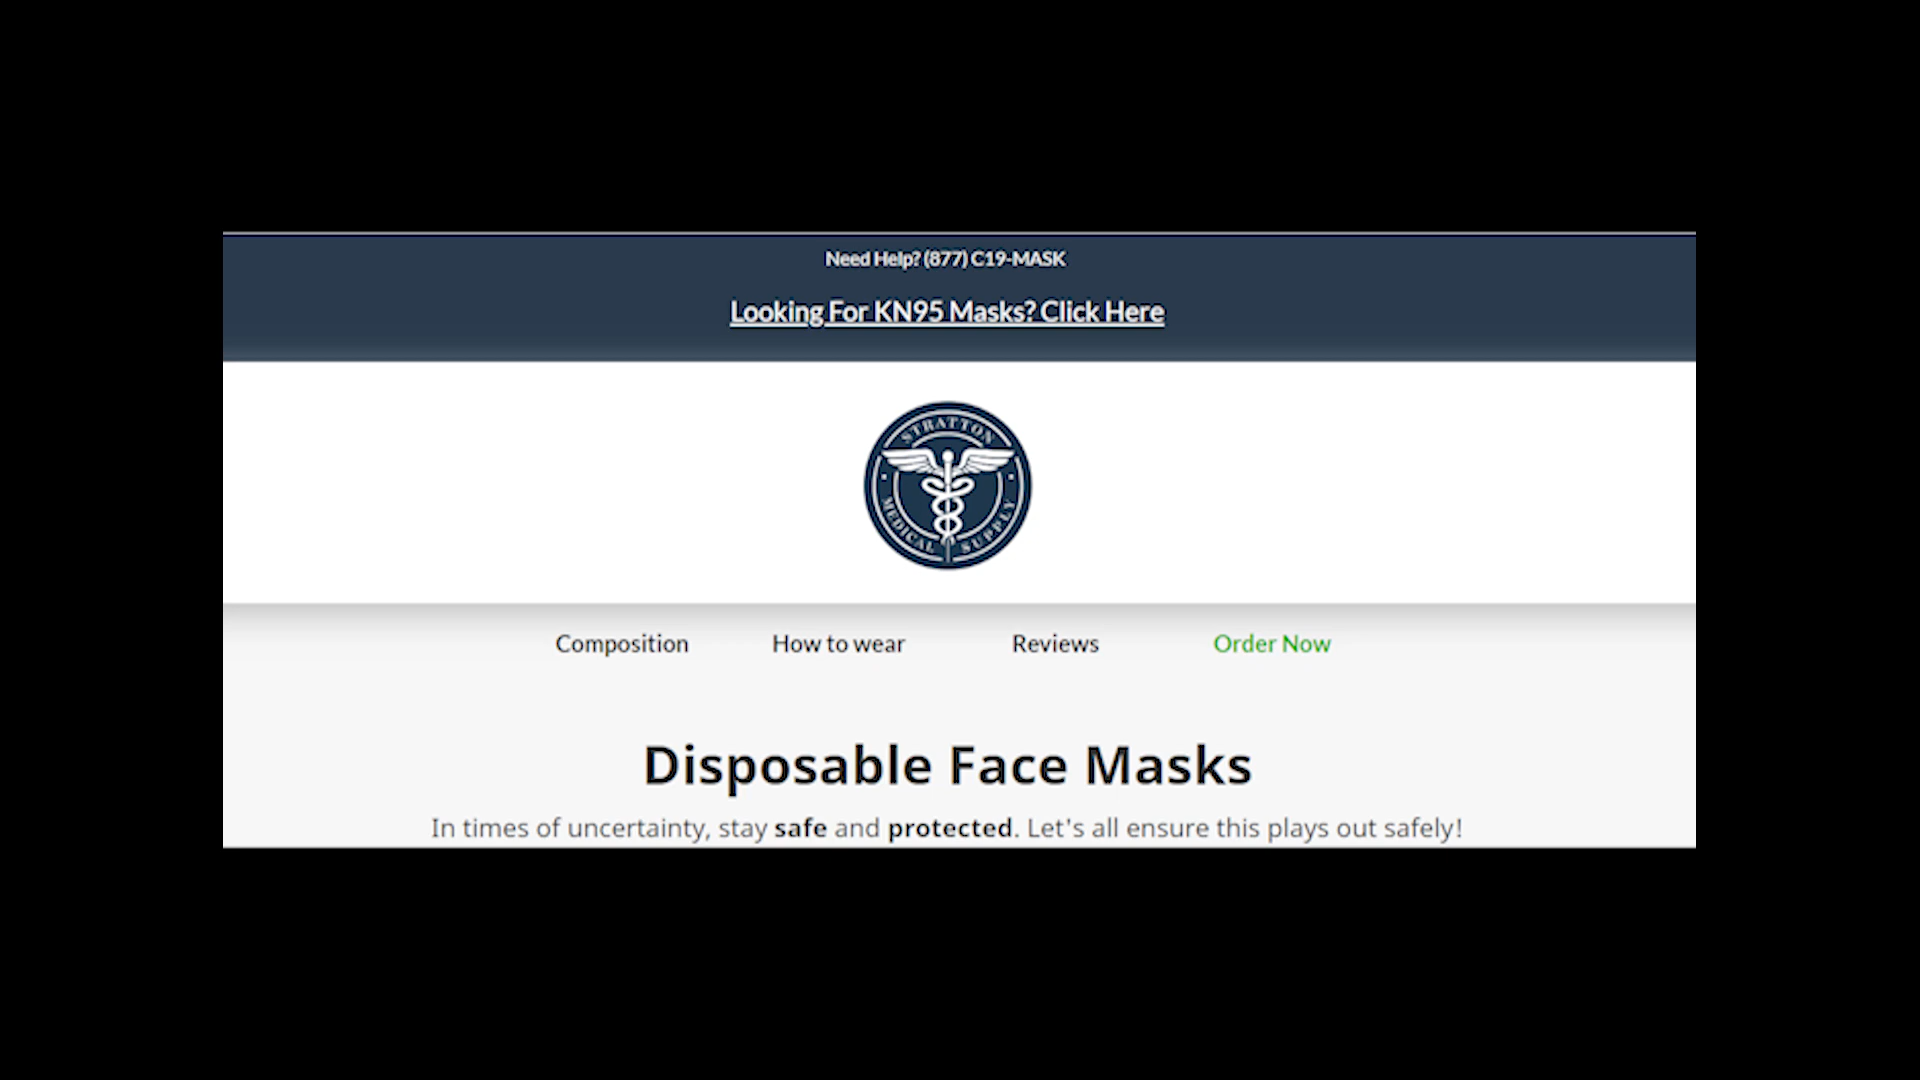 Need Help? (877) C19-MASK
Looking For KN95 Masks? Click Here
STRATTON
MEDICAL SUPPLY
Composition How to wear Reviews Order Now
Disposable Face Masks
In times of uncertainty, stay safe and protected. Let's all ensure this plays out safely!